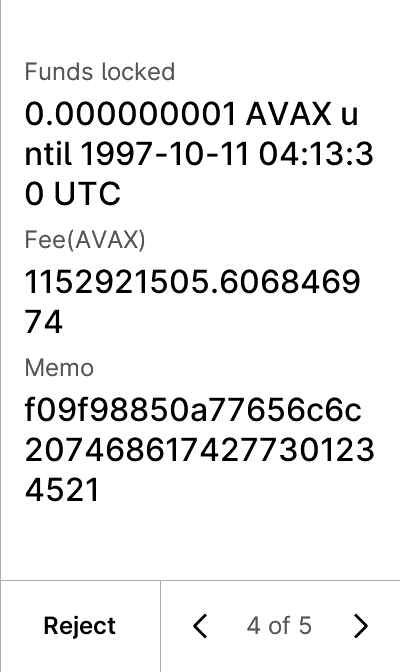 Funds locked
0.000000001 AVAX u
ntil 1997-10-11 04:13:3
0 UTC
Fee(AVAX)
1152921505.6068469
74
Memo
f09f98850a77656c6c
207468617427730123
4521
Reject
4 of 5